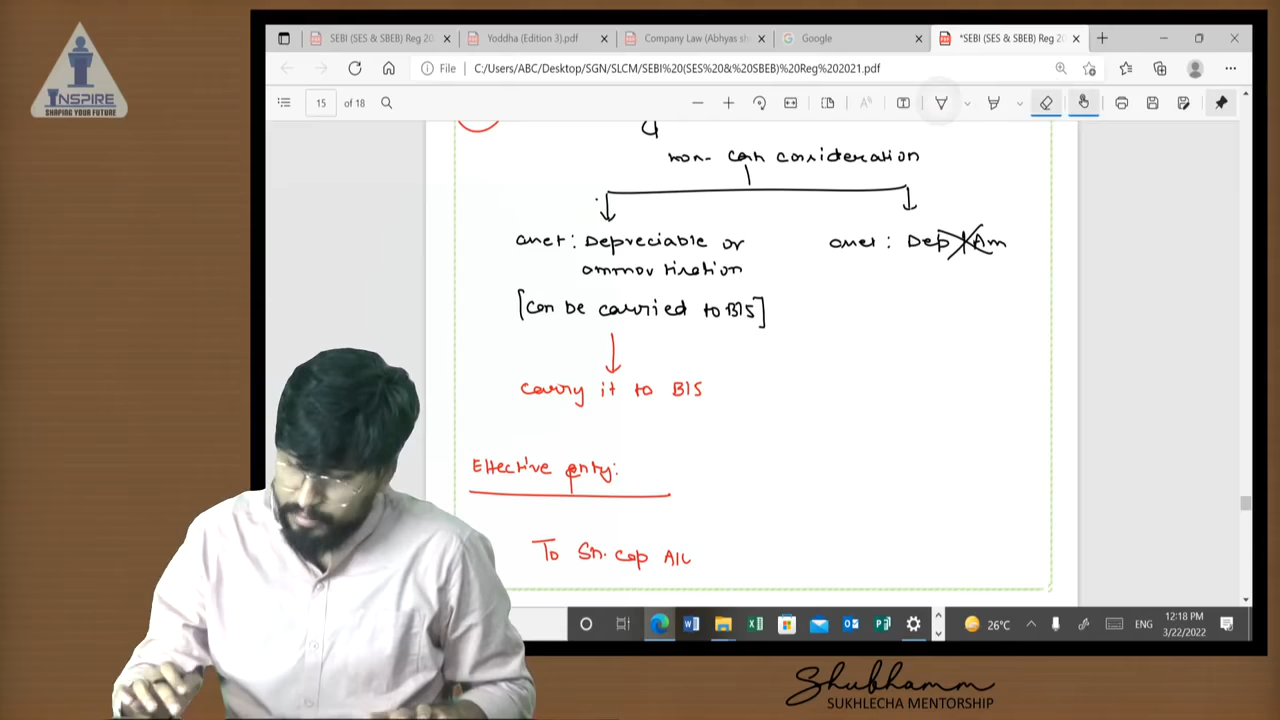 INSPIRE
SHAPING YOUR FUTURE
SEBI (SES & SBEB) Reg 20
Yoddha (Edition 3).pdf
Company Law (Abhyas sh
Google
*SEBI (SES & SBEB) Reg 20
File
C:/Users/ABC/Desktop/SGN/SLCM/SEBI%20(SES%20&%20SBEB)%20Reg%202021.pdf
15 of 18
non-cash consideration
asset: Depreciable or
asset: Dep/Am
ammortisation
[Can be carried to B/S]
Carry it to B/S
Effective entry:
To Sh. cap A/c
26°C
ENG
12:18 PM
3/22/2022
Shubhamm
SUKHLECHA MENTORSHIP